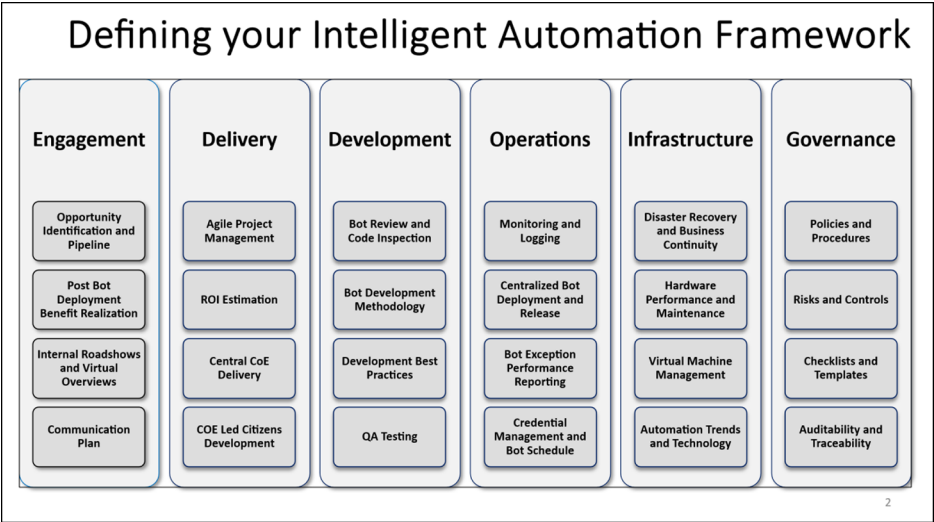 Defining your Intelligent Automation Framework
Engagement
Opportunity
Identification and
Pipeline
Post Bot
Deployment
Benefit Realization
Internal Roadshows
and Virtual
Overviews
Communication
Plan
Delivery
Agile Project
Management
ROI Estimation
Central CoE
Delivery
COE Led Citizens
Development
Development
Bot Review and
Code Inspection
Bot Development
Methodology
Development Best
Practices
QA Testing
Operations
Monitoring and
Logging
Centralized Bot
Deployment and
Release
Bot Exception
Performance
Reporting
Credential
Management and
Bot Schedule
Infrastructure
Disaster Recovery
and Business
Continuity
Hardware
Performance and
Maintenance
Virtual Machine
Management
Automation Trends
and Technology
Governance
Policies and
Procedures
Risks and Controls
Checklists and
Templates
Auditability and
Traceability
2